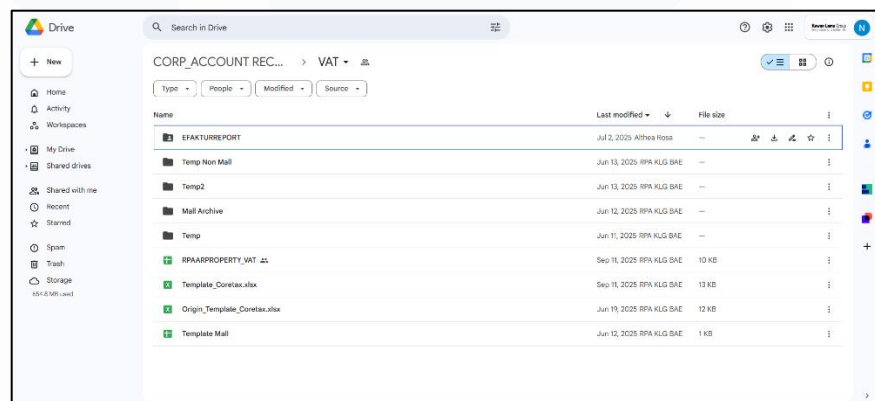 Drive
Search in Drive
N
New
CORP_ACCOUNT REC... > VAT
Type
People
Modified
Source
Home
Activity
Workspaces
My Drive
Shared drives
Shared with me
Recent
Starred
Spam
Trash
Storage
Name Last modified File size
EFAKTURREPORT Jul 2, 2025 Althea Rosa —
Temp Non Mall Jun 13, 2025 RPA KLG BAE —
Temp2 Jun 13, 2025 RPA KLG BAE —
Mall Archive Jun 12, 2025 RPA KLG BAE —
Temp Jun 11, 2025 RPA KLG BAE —
RPAARPROPERTY_VAT Sep 11, 2025 RPA KLG BAE 10 KB
Template_Coretax.xlsx Sep 11, 2025 RPA KLG BAE 13 KB
Origin_Template_Coretax.xlsx Jun 19, 2025 RPA KLG BAE 12 KB
Template Mall Jun 12, 2025 RPA KLG BAE 1 KB